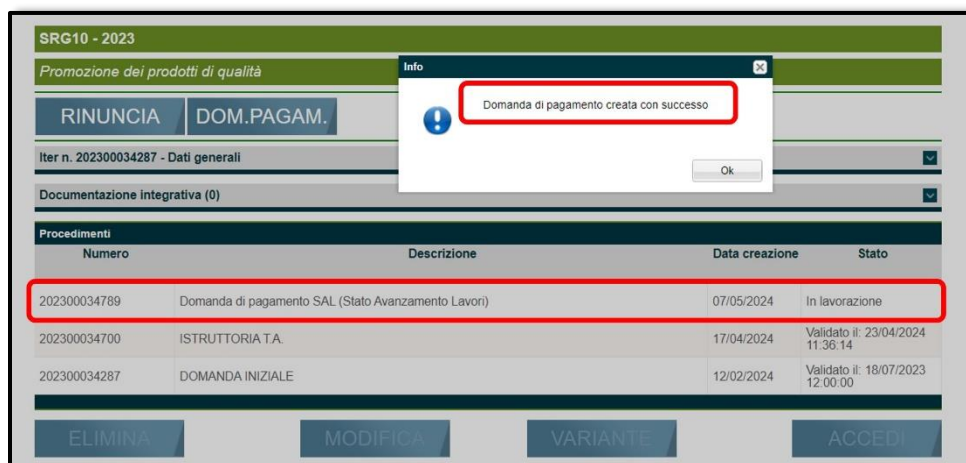 SRG10 - 2023
Promozione dei prodotti di qualità
Info
Domanda di pagamento creata con successo
Ok
RINUNCIA
DOM.PAGAM.
Iter n. 202300034287 - Dati generali
Documentazione integrativa (0)
Procedimenti
Numero Descrizione Data creazione Stato
202300034789 Domanda di pagamento SAL (Stato Avanzamento Lavori) 07/05/2024 In lavorazione
202300034700 ISTRUTTORIA T.A. 17/04/2024 Validato il: 23/04/2024
11:36:14
202300034287 DOMANDA INIZIALE 12/02/2024 Validato il: 18/07/2023
12:00:00
ELIMINA MODIFICA VARIANTE ACCEDI